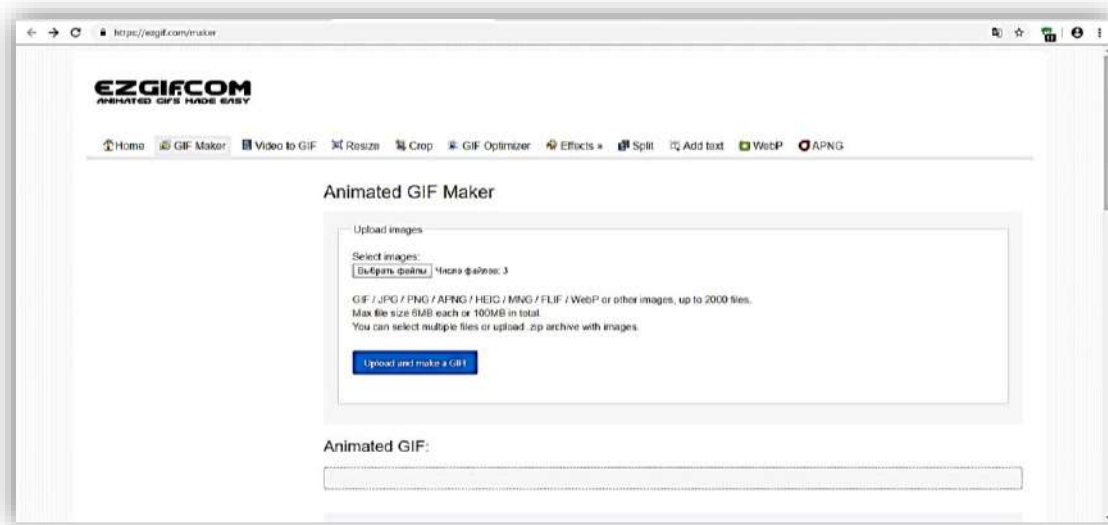 https://ezgif.com/maker
EZGIF.COM
ANIMATED GIFS MADE EASY
Home GIF Maker Video to GIF Resize Crop GIF Optimizer Effects » Split Add text WebP APNG
Animated GIF Maker
Upload images
Select images:
Выбрать файлы Число файлов: 3
GIF / JPG / PNG / APNG / HEIC / MNG / FLIF / WebP or other images, up to 2000 files.
Max file size 6MB each or 100MB in total.
You can select multiple files or upload .zip archive with images.
Upload and make a GIF!
Animated GIF: